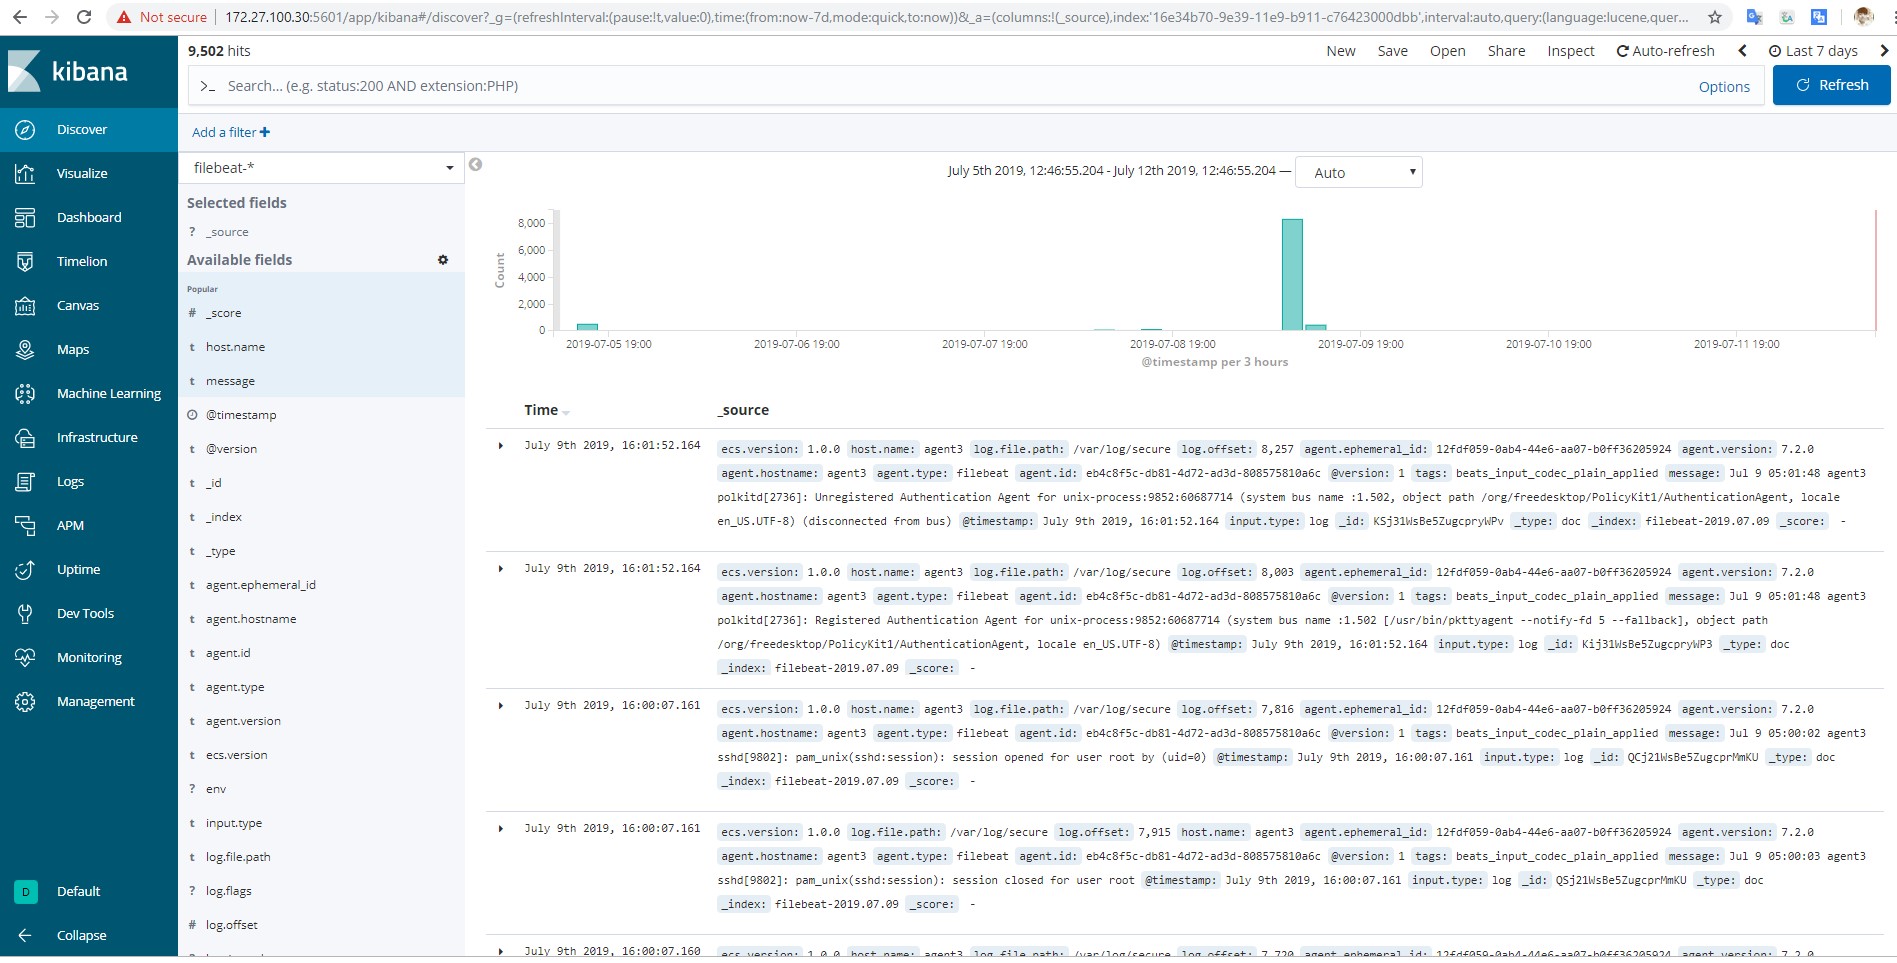 Not secure 172.27.100.30:5601/app/kibana#/discover?_g=(refreshInterval:(pause:!t,value:0),time:(from:now-7d,mode:quick,to:now))&_a=(columns:!(_source),index:'16e34b70-9e39-11e9-b911-c76423000dbb',interval:auto,query:(language:lucene,quer...
kibana
Discover
Visualize
Dashboard
Timelion
Canvas
Maps
Machine Learning
Infrastructure
Logs
APM
Uptime
Dev Tools
Monitoring
Management
D Default
Collapse
9,502 hits
New Save Open Share Inspect Auto-refresh Last 7 days
>_ Search... (e.g. status:200 AND extension:PHP) Options Refresh
Add a filter +
filebeat-*
Selected fields
? _source
Available fields
Popular
# _score
t host.name
t message
@timestamp
t @version
t _id
t _index
t _type
t agent.ephemeral_id
t agent.hostname
t agent.id
t agent.type
t agent.version
t ecs.version
? env
t input.type
t log.file.path
? log.flags
# log.offset
July 5th 2019, 12:46:55.204 - July 12th 2019, 12:46:55.204 — Auto
Count
8,000
6,000
4,000
2,000
0
2019-07-05 19:00 2019-07-06 19:00 2019-07-07 19:00 2019-07-08 19:00 2019-07-09 19:00 2019-07-10 19:00 2019-07-11 19:00
@timestamp per 3 hours
Time _source
July 9th 2019, 16:01:52.164 ecs.version: 1.0.0 host.name: agent3 log.file.path: /var/log/secure log.offset: 8,257 agent.ephemeral_id: 12fdf059-0ab4-44e6-aa07-b0ff36205924 agent.version: 7.2.0
agent.hostname: agent3 agent.type: filebeat agent.id: eb4c8f5c-db81-4d72-ad3d-808575810a6c @version: 1 tags: beats_input_codec_plain_applied message: Jul 9 05:01:48 agent3
polkitd[2736]: Unregistered Authentication Agent for unix-process:9852:60687714 (system bus name :1.502, object path /org/freedesktop/PolicyKit1/AuthenticationAgent, locale
en_US.UTF-8) (disconnected from bus) @timestamp: July 9th 2019, 16:01:52.164 input.type: log _id: KSj31WsBe5ZugcpryWPv _type: doc _index: filebeat-2019.07.09 _score: -
July 9th 2019, 16:01:52.164 ecs.version: 1.0.0 host.name: agent3 log.file.path: /var/log/secure log.offset: 8,003 agent.ephemeral_id: 12fdf059-0ab4-44e6-aa07-b0ff36205924 agent.version: 7.2.0
agent.hostname: agent3 agent.type: filebeat agent.id: eb4c8f5c-db81-4d72-ad3d-808575810a6c @version: 1 tags: beats_input_codec_plain_applied message: Jul 9 05:01:48 agent3
polkitd[2736]: Registered Authentication Agent for unix-process:9852:60687714 (system bus name :1.502 [/usr/bin/pkttyagent --notify-fd 5 --fallback], object path
/org/freedesktop/PolicyKit1/AuthenticationAgent, locale en_US.UTF-8) @timestamp: July 9th 2019, 16:01:52.164 input.type: log _id: Kij31WsBe5ZugcpryWP3 _type: doc
_index: filebeat-2019.07.09 _score: -
July 9th 2019, 16:00:07.161 ecs.version: 1.0.0 host.name: agent3 log.file.path: /var/log/secure log.offset: 7,816 agent.ephemeral_id: 12fdf059-0ab4-44e6-aa07-b0ff36205924 agent.version: 7.2.0
agent.hostname: agent3 agent.type: filebeat agent.id: eb4c8f5c-db81-4d72-ad3d-808575810a6c @version: 1 tags: beats_input_codec_plain_applied message: Jul 9 05:00:02 agent3
sshd[9802]: pam_unix(sshd:session): session opened for user root by (uid=0) @timestamp: July 9th 2019, 16:00:07.161 input.type: log _id: QCj21WsBe5ZugcprMmKU _type: doc
_index: filebeat-2019.07.09 _score: -
July 9th 2019, 16:00:07.161 ecs.version: 1.0.0 log.file.path: /var/log/secure log.offset: 7,915 host.name: agent3 agent.ephemeral_id: 12fdf059-0ab4-44e6-aa07-b0ff36205924 agent.version: 7.2.0
agent.hostname: agent3 agent.type: filebeat agent.id: eb4c8f5c-db81-4d72-ad3d-808575810a6c @version: 1 tags: beats_input_codec_plain_applied message: Jul 9 05:00:03 agent3
sshd[9802]: pam_unix(sshd:session): session closed for user root @timestamp: July 9th 2019, 16:00:07.161 input.type: log _id: QSj21WsBe5ZugcprMmKU _type: doc
_index: filebeat-2019.07.09 _score: -
July 9th 2019, 16:00:07.160